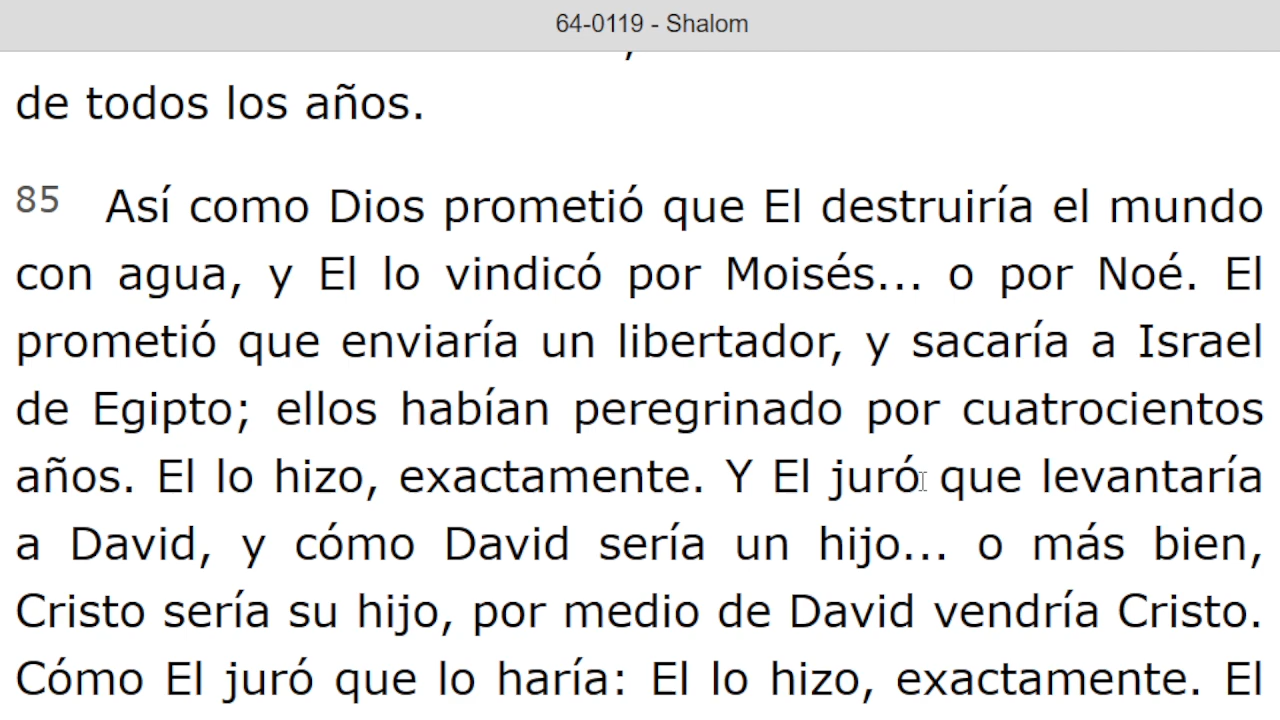 64-0119 - Shalom
de todos los años.
85 Así como Dios prometió que El destruiría el mundo
con agua, y El lo vindicó por Moisés... o por Noé. El
prometió que enviaría un libertador, y sacaría a Israel
de Egipto; ellos habían peregrinado por cuatrocientos
años. El lo hizo, exactamente. Y El juró que levantaría
a David, y cómo David sería un hijo... o más bien,
Cristo sería su hijo, por medio de David vendría Cristo.
Cómo El juró que lo haría: El lo hizo, exactamente. El